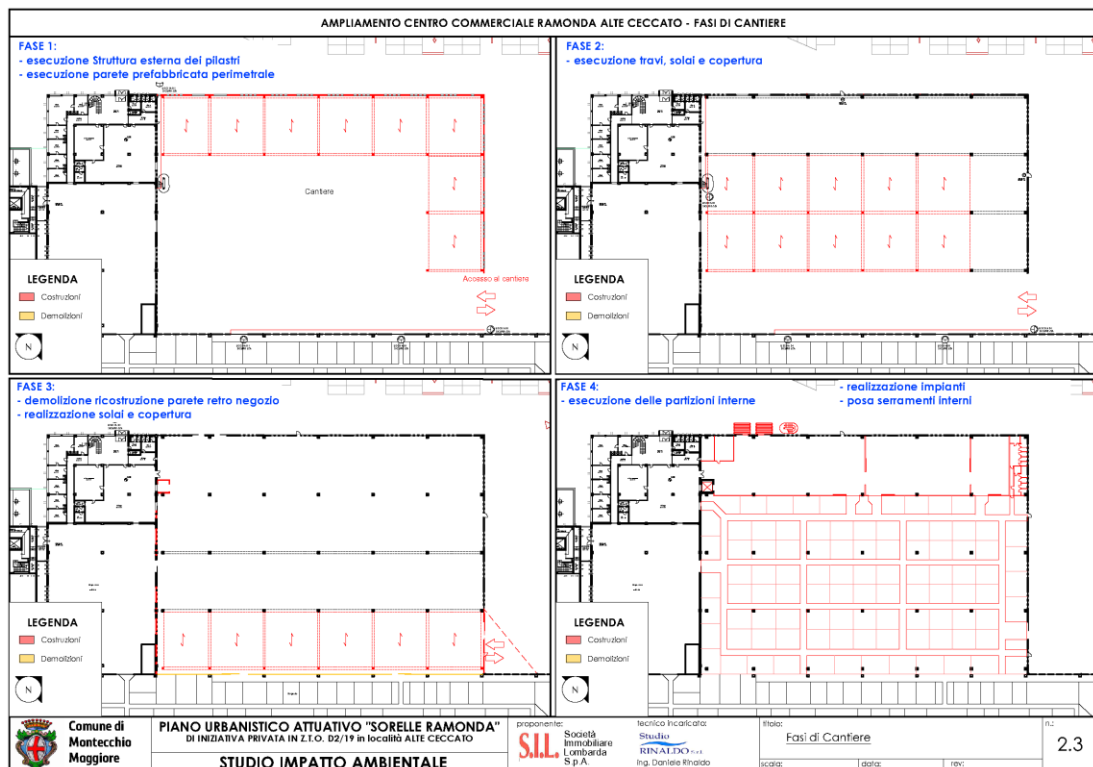 AMPLIAMENTO CENTRO COMMERCIALE RAMONDA ALTE CECCATO - FASI DI CANTIERE
FASE 1:
- esecuzione Struttura esterna dei pilastri
- esecuzione parete prefabbricata perimetrale
Cantiere
Accesso al cantiere
LEGENDA
Costruzioni
Demolizioni
N
FASE 2:
- esecuzione travi, solai e copertura
LEGENDA
Costruzioni
Demolizioni
N
FASE 3:
- demolizione ricostruzione parete retro negozio
- realizzazione solai e copertura
LEGENDA
Costruzioni
Demolizioni
N
FASE 4:
- esecuzione delle partizioni interne
- realizzazione impianti
- posa serramenti interni
LEGENDA
Costruzioni
Demolizioni
N
Comune di
Montecchio
Maggiore
PIANO URBANISTICO ATTUATIVO "SORELLE RAMONDA"
DI INIZIATIVA PRIVATA IN Z.T.O. D2/19 in località ALTE CECCATO
STUDIO IMPATTO AMBIENTALE
proponente:
S.I.L.
Società
Immobiliare
Lombarda
S.p.A.
tecnico incaricato:
Studio
RINALDO s.r.l.
Ing. Daniele Rinaldo
titolo:
Fasi di Cantiere
scala:
data:
rev:
n.:
2.3